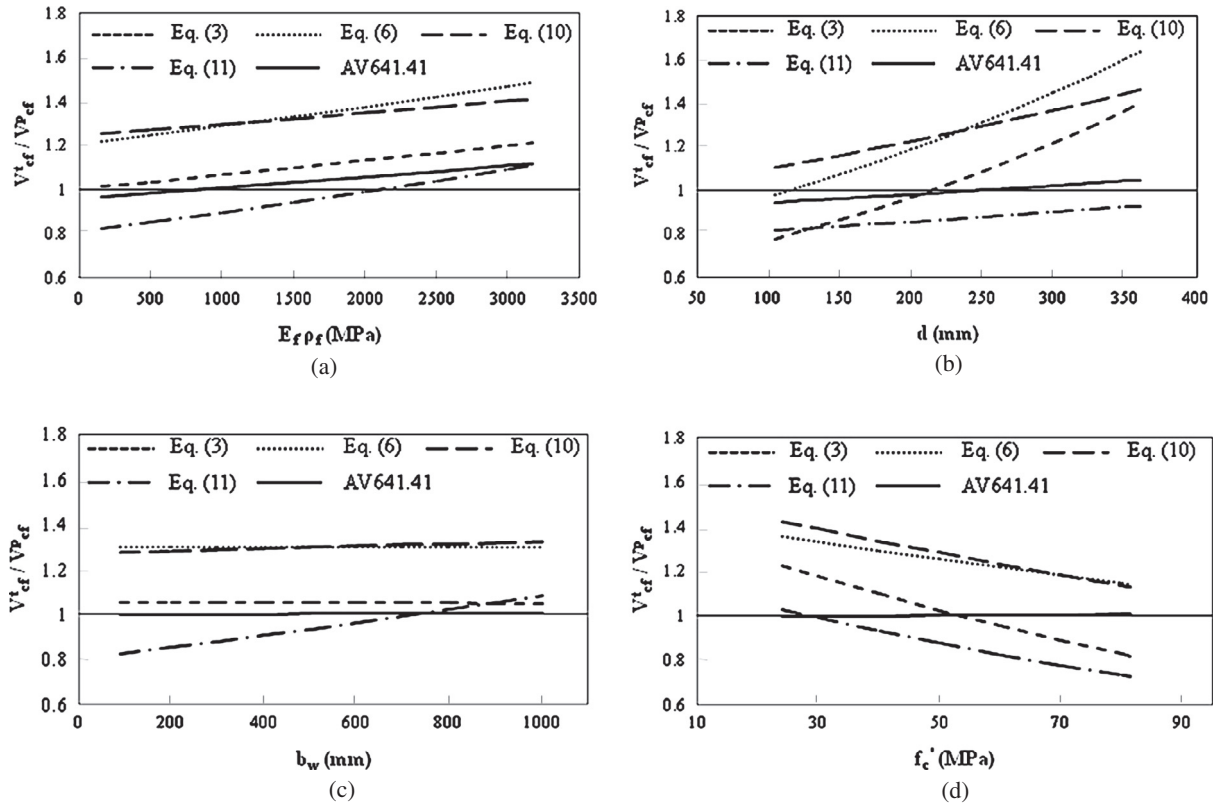 1.8
1.6
1.4
1.2
1
0.8
0.6
V^t_cf / V^p_cf
Eq. (3) Eq. (6) Eq. (10)
Eq. (11) AV641.41
0 500 1000 1500 2000 2500 3000 3500
E_f ρ_f (MPa)
(a)
1.8
1.6
1.4
1.2
1
0.8
0.6
V^t_cf / V^p_cf
Eq. (3) Eq. (6) Eq. (10)
Eq. (11) AV641.41
50 100 150 200 250 300 350 400
d (mm)
(b)
1.8
1.6
1.4
1.2
1
0.8
0.6
V^t_cf / V^p_cf
Eq. (3) Eq. (6) Eq. (10)
Eq. (11) AV641.41
0 200 400 600 800 1000
b_w (mm)
(c)
1.8
1.6
1.4
1.2
1
0.8
0.6
V^t_cf / V^p_cf
Eq. (3) Eq. (6) Eq. (10)
Eq. (11) AV641.41
10 30 50 70 90
f_c' (MPa)
(d)